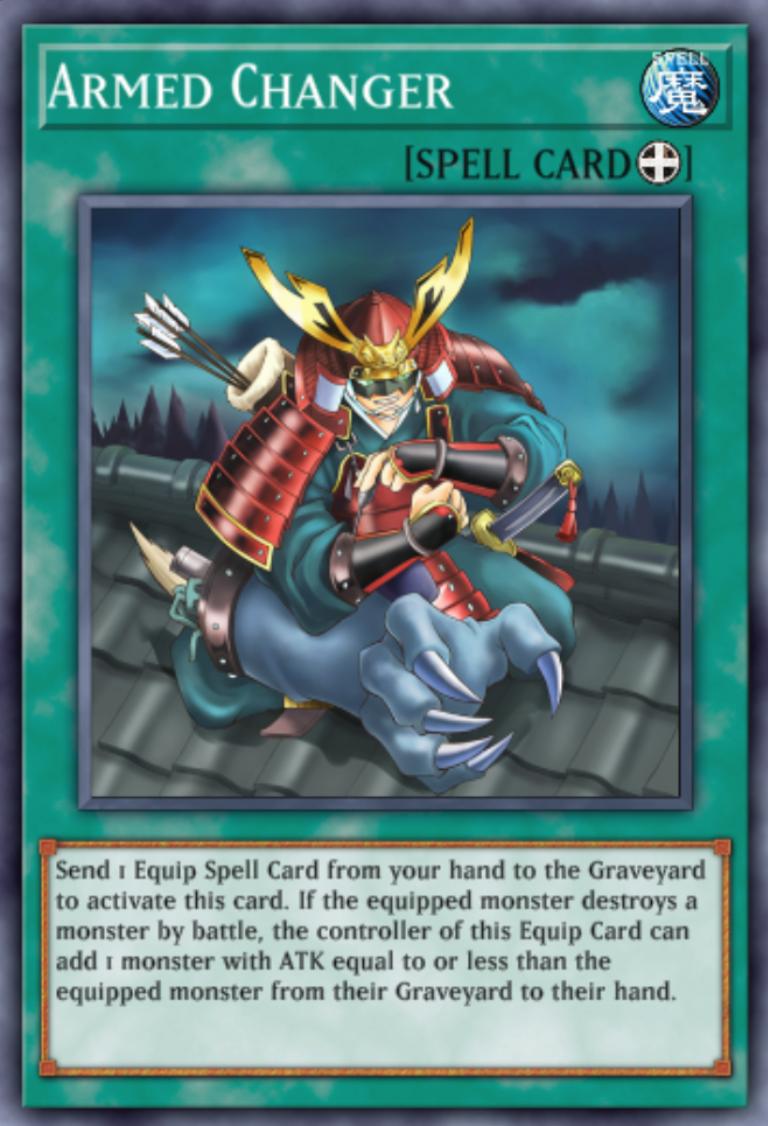 ARMED CHANGER
SPELL
魔
[SPELL CARD]
Send 1 Equip Spell Card from your hand to the Graveyard
to activate this card. If the equipped monster destroys a
monster by battle, the controller of this Equip Card can
add 1 monster with ATK equal to or less than the
equipped monster from their Graveyard to their hand.